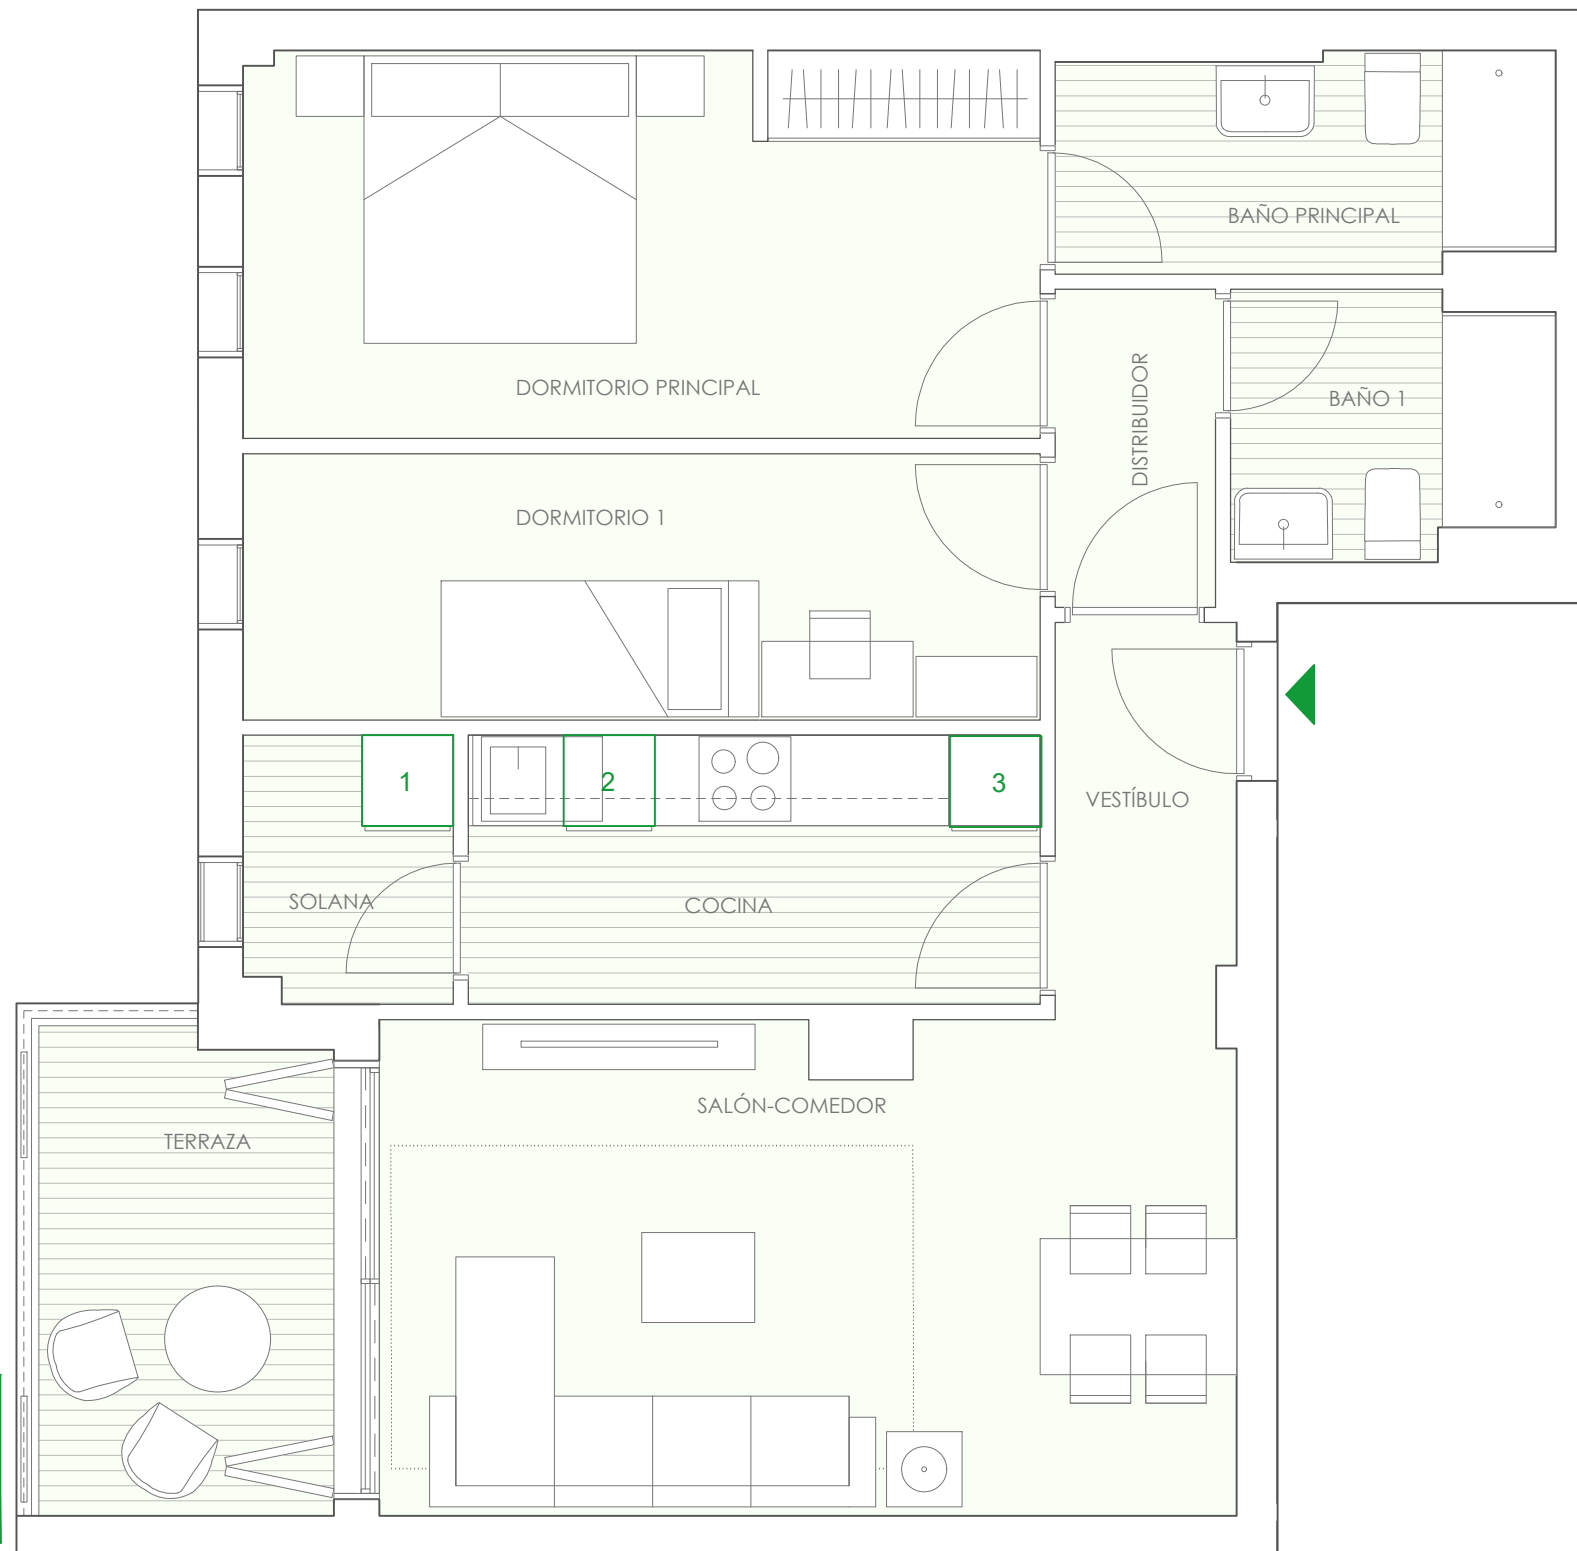 BAÑO PRINCIPAL
DORMITORIO PRINCIPAL
DISTRIBUIDOR
BAÑO 1
DORMITORIO 1
1
2
3
VESTÍBULO
SOLANA
COCINA
SALÓN-COMEDOR
TERRAZA